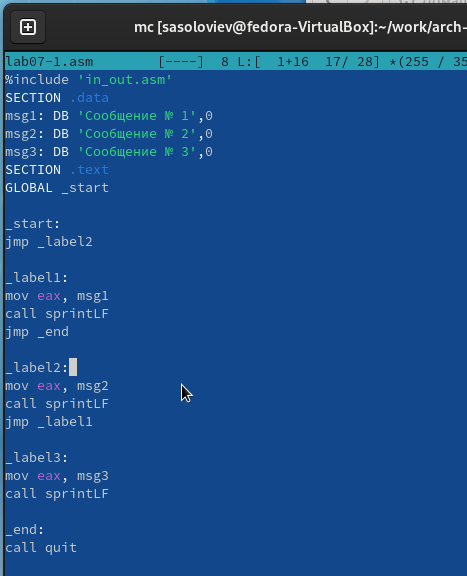 mc [sasoloviev@fedora-VirtualBox]:~/work/arch-
lab07-1.asm [----] 8 L:[ 1+16 17/ 28] *(255 / 35
%include 'in_out.asm'
SECTION .data
msg1: DB 'Сообщение № 1',0
msg2: DB 'Сообщение № 2',0
msg3: DB 'Сообщение № 3',0
SECTION .text
GLOBAL _start
_start:
jmp _label2
_label1:
mov eax, msg1
call sprintLF
jmp _end
_label2:
mov eax, msg2
call sprintLF
jmp _label1
_label3:
mov eax, msg3
call sprintLF
_end:
call quit